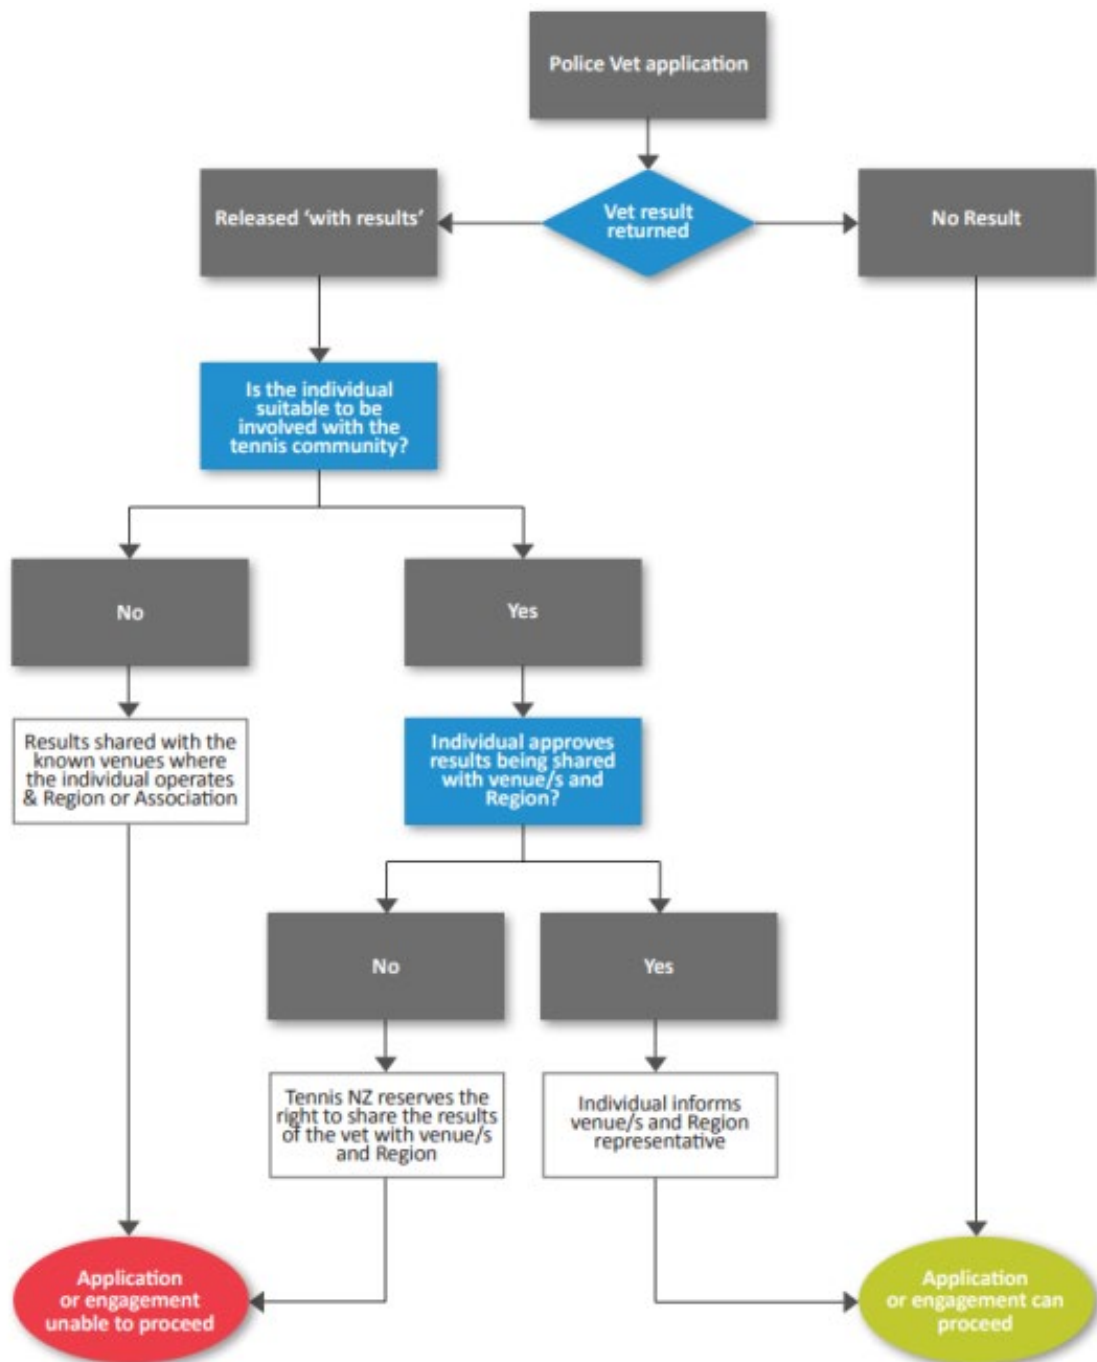 Police Vet application
Released ‘with results’
Vet result
returned
No Result
Is the individual
suitable to be
involved with the
tennis community?
No
Yes
Results shared with the
known venues where
the individual operates
& Region or Association
Individual approves
results being shared
with venue/s and
Region?
No
Yes
Tennis NZ reserves the
right to share the results
of the vet with venue/s
and Region
Individual informs
venue/s and Region
representative
Application
or engagement
unable to proceed
Application
or engagement can
proceed